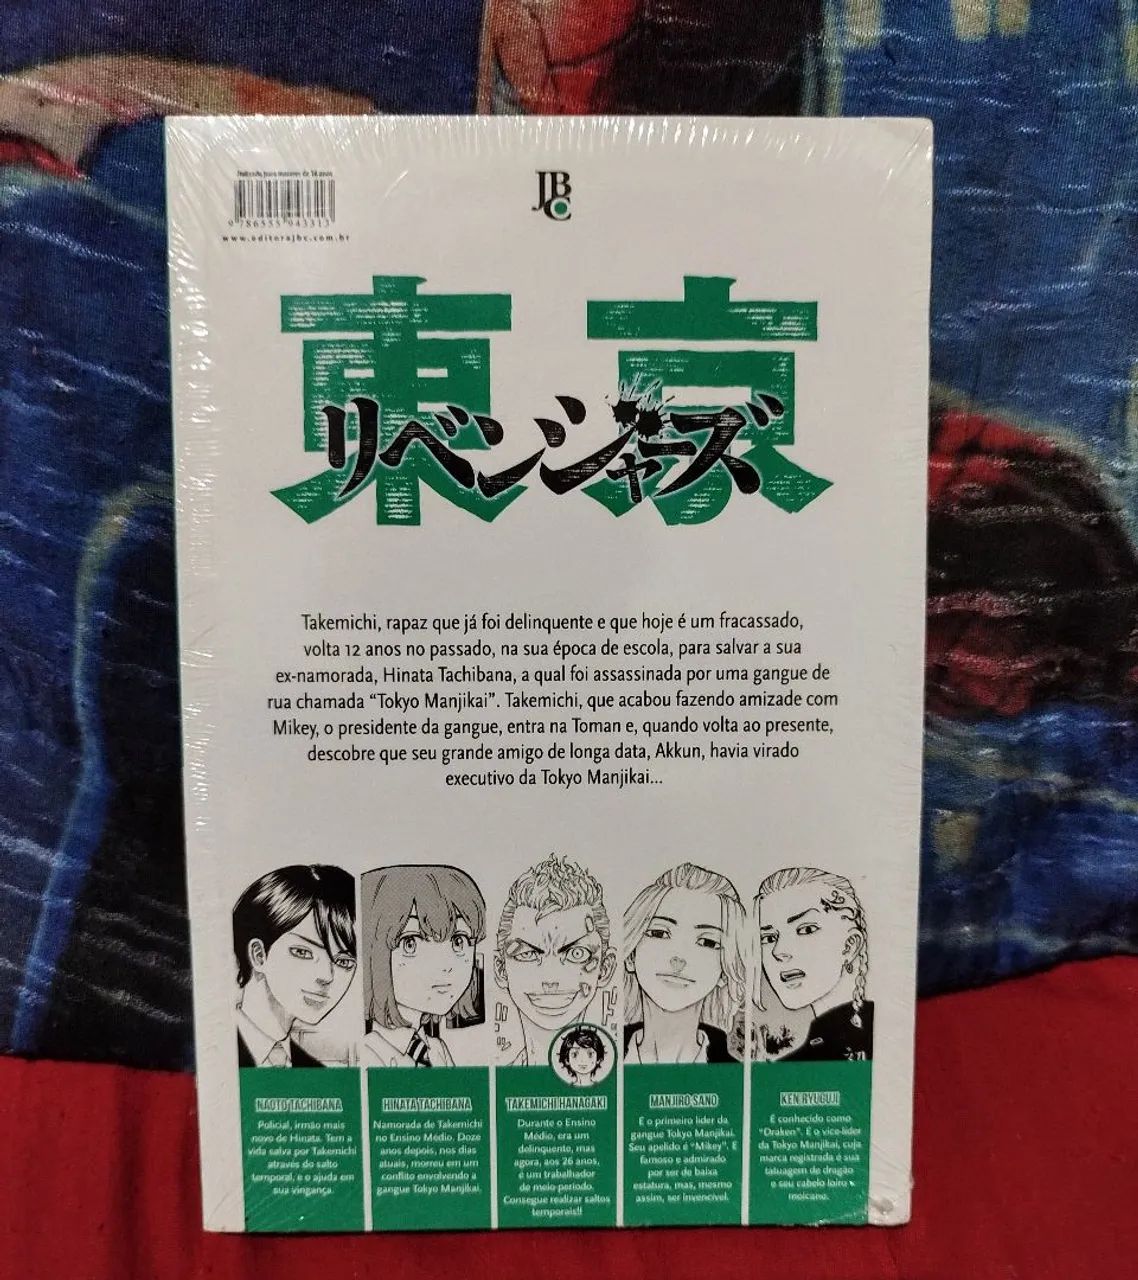 Indicado para maiores de 16 anos
9 786555 943313
www.editorajbc.com.br
JBC
東京
リベンジャーズ
Takemichi, rapaz que já foi delinquente e que hoje é um fracassado,
volta 12 anos no passado, na sua época de escola, para salvar a sua
ex-namorada, Hinata Tachibana, a qual foi assassinada por uma gangue de
rua chamada “Tokyo Manjikai”. Takemichi, que acabou fazendo amizade com
Mikey, o presidente da gangue, entra na Toman e, quando volta ao presente,
descobre que seu grande amigo de longa data, Akkun, havia virado
executivo da Tokyo Manjikai...
NAOTO TACHIBANA
Policial, irmão mais
novo de Hinata. Tem a
vida salva por Takemichi
através do salto
temporal, e o ajuda em
sua vingança.
HINATA TACHIBANA
Namorada de Takemichi
no Ensino Médio. Doze
anos depois, nos dias
atuais, morreu em um
conflito envolvendo a
gangue Tokyo Manjikai.
TAKEMICHI HANAGAKI
Durante o Ensino
Médio, era um
delinquente, mas
agora, aos 26 anos,
é um trabalhador
de meio período.
Consegue realizar saltos
temporais!!
MANJIRO SANO
É o primeiro líder da
gangue Tokyo Manjikai.
Seu apelido é “Mikey”. É
famoso e admirado
por ser de baixa
estatura, mas, mesmo
assim, ser invencível.
KEN RYUGUJI
É conhecido como
“Draken”. É o vice-líder
da Tokyo Manjikai, cuja
marca registrada é sua
tatuagem de dragão
e seu cabelo loiro e
moicano.